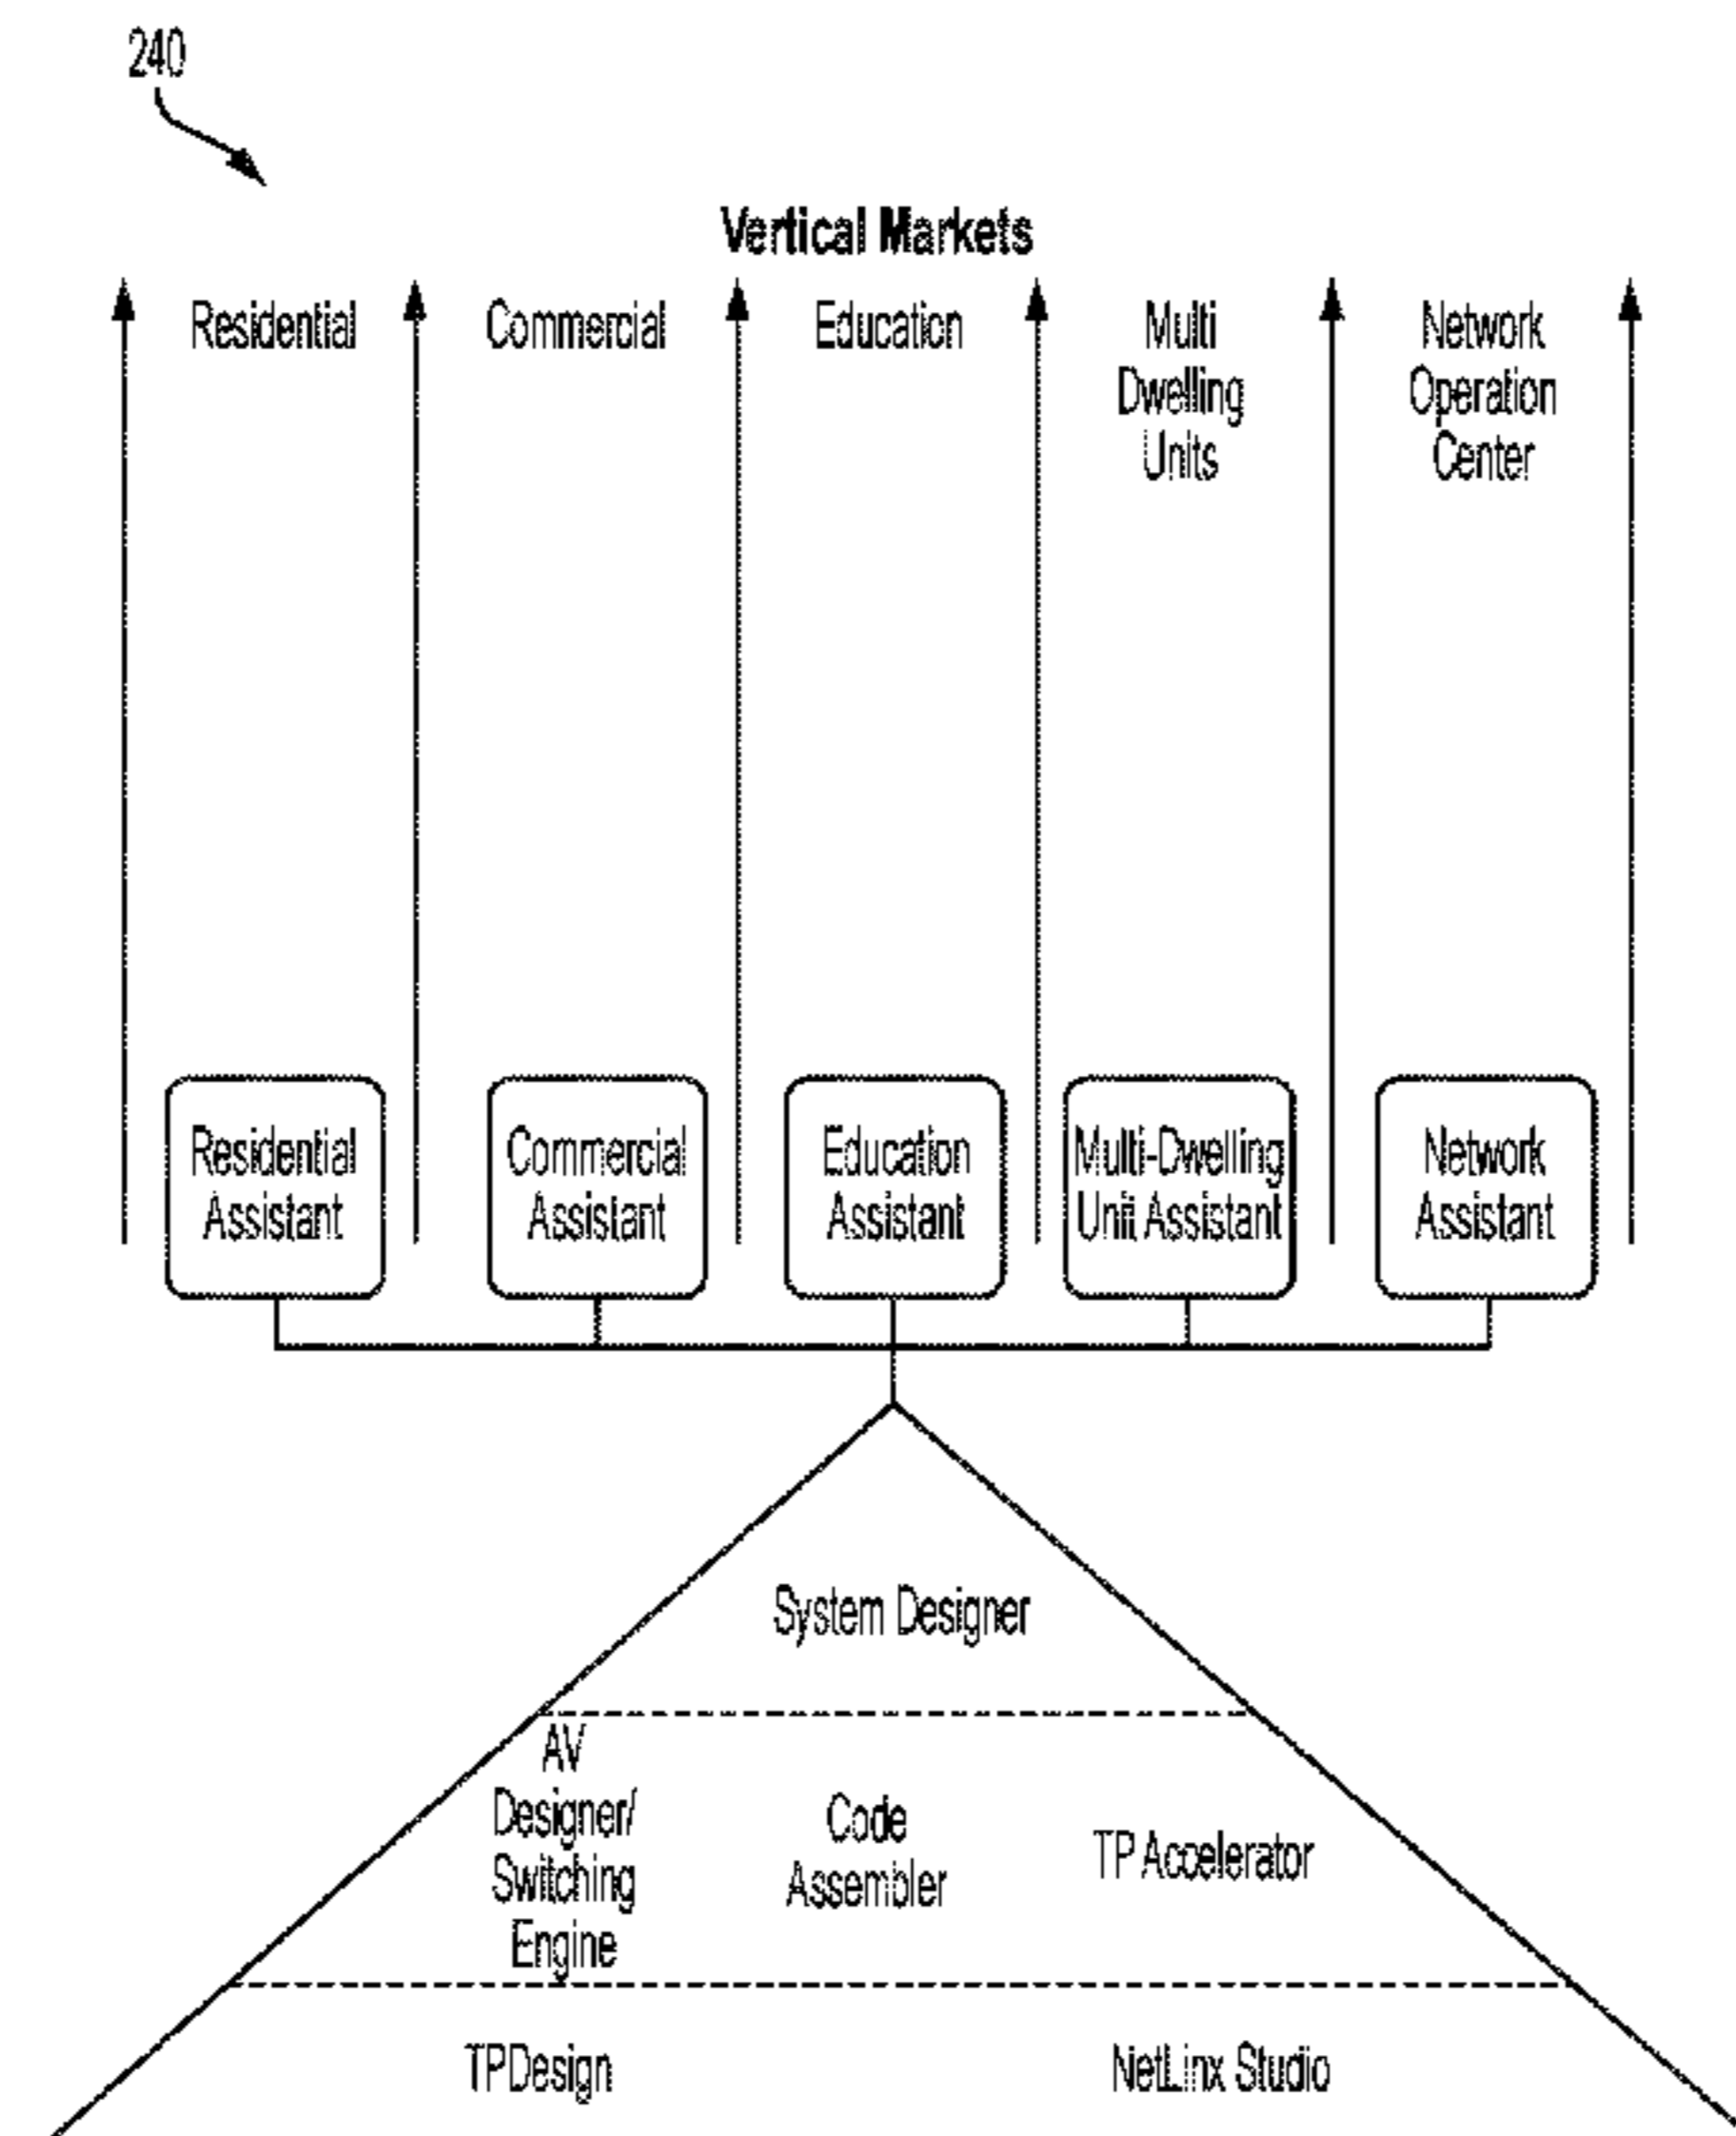 240
Vertical Markets
Residential
Commercial
Education
Multi
Dwelling
Units
Network
Operation
Center
Residential
Assistant
Commercial
Assistant
Education
Assistant
Multi-Dwelling
Unit Assistant
Network
Assistant
System Designer
AV
Designer/
Switching
Engine
Code
Assembler
TP Accelerator
TPDesign
NetLinx Studio